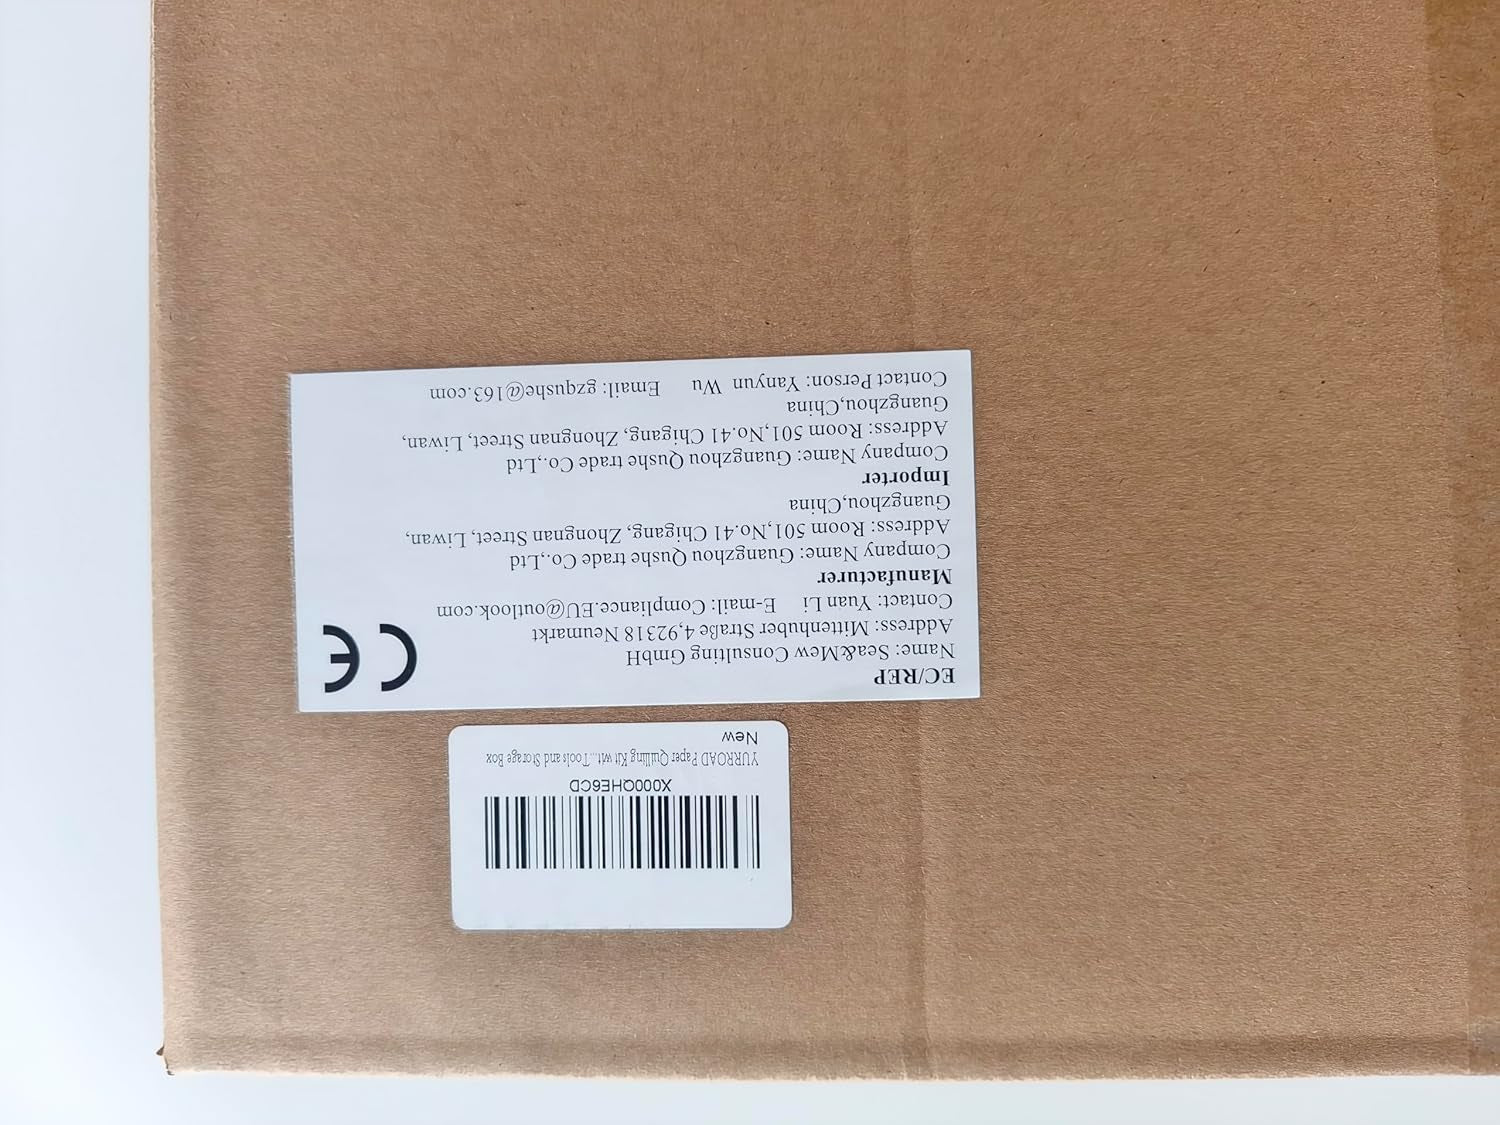 EC/REP
Name: Sea&Mew Consulting GmbH
Address: Mittenhuber Straße 4,92318 Neumarkt
Contact: Yuan Li E-mail: Compliance.EU@outlook.com
Manufacturer
Company Name: Guangzhou Qushe trade Co.,Ltd
Address: Room 501,No.41 Chigang, Zhongnan Street, Liwan,
Guangzhou,China
Importer
Company Name: Guangzhou Qushe trade Co.,Ltd
Address: Room 501,No.41 Chigang, Zhongnan Street, Liwan,
Guangzhou,China
Contact Person: Yanyun Wu Email: gzqushe@163.com
CE
X000QHE6CD
YURROAD Paper Quilling Kit wit...Tools and Storage Box
New